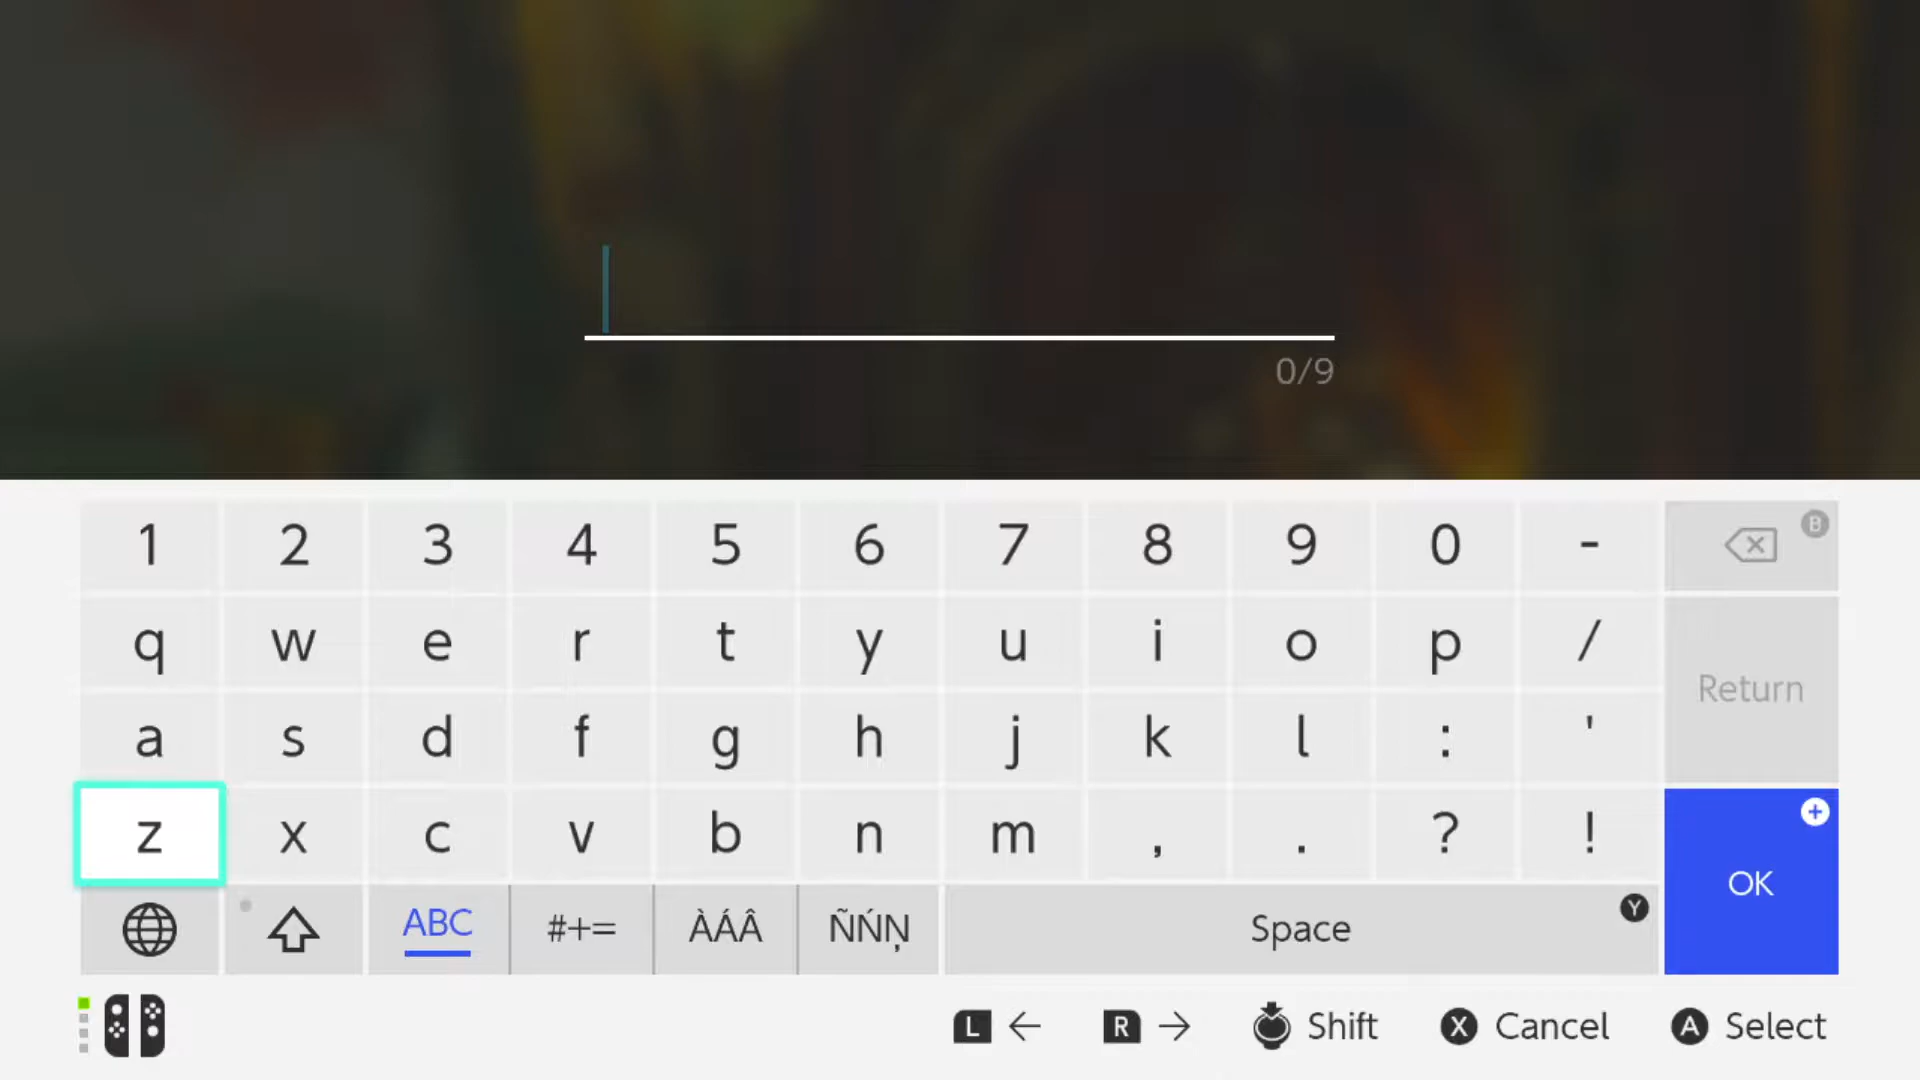 0/9
1 2 3 4 5 6 7 8 9 0 - B
q w e r t y u i o p / Return
a s d f g h j k l : '
z x c v b n m , . ? ! + OK
ABC #+= ÀÁÂ ÑŃŅ Space Y
L ← R → Shift X Cancel A Select